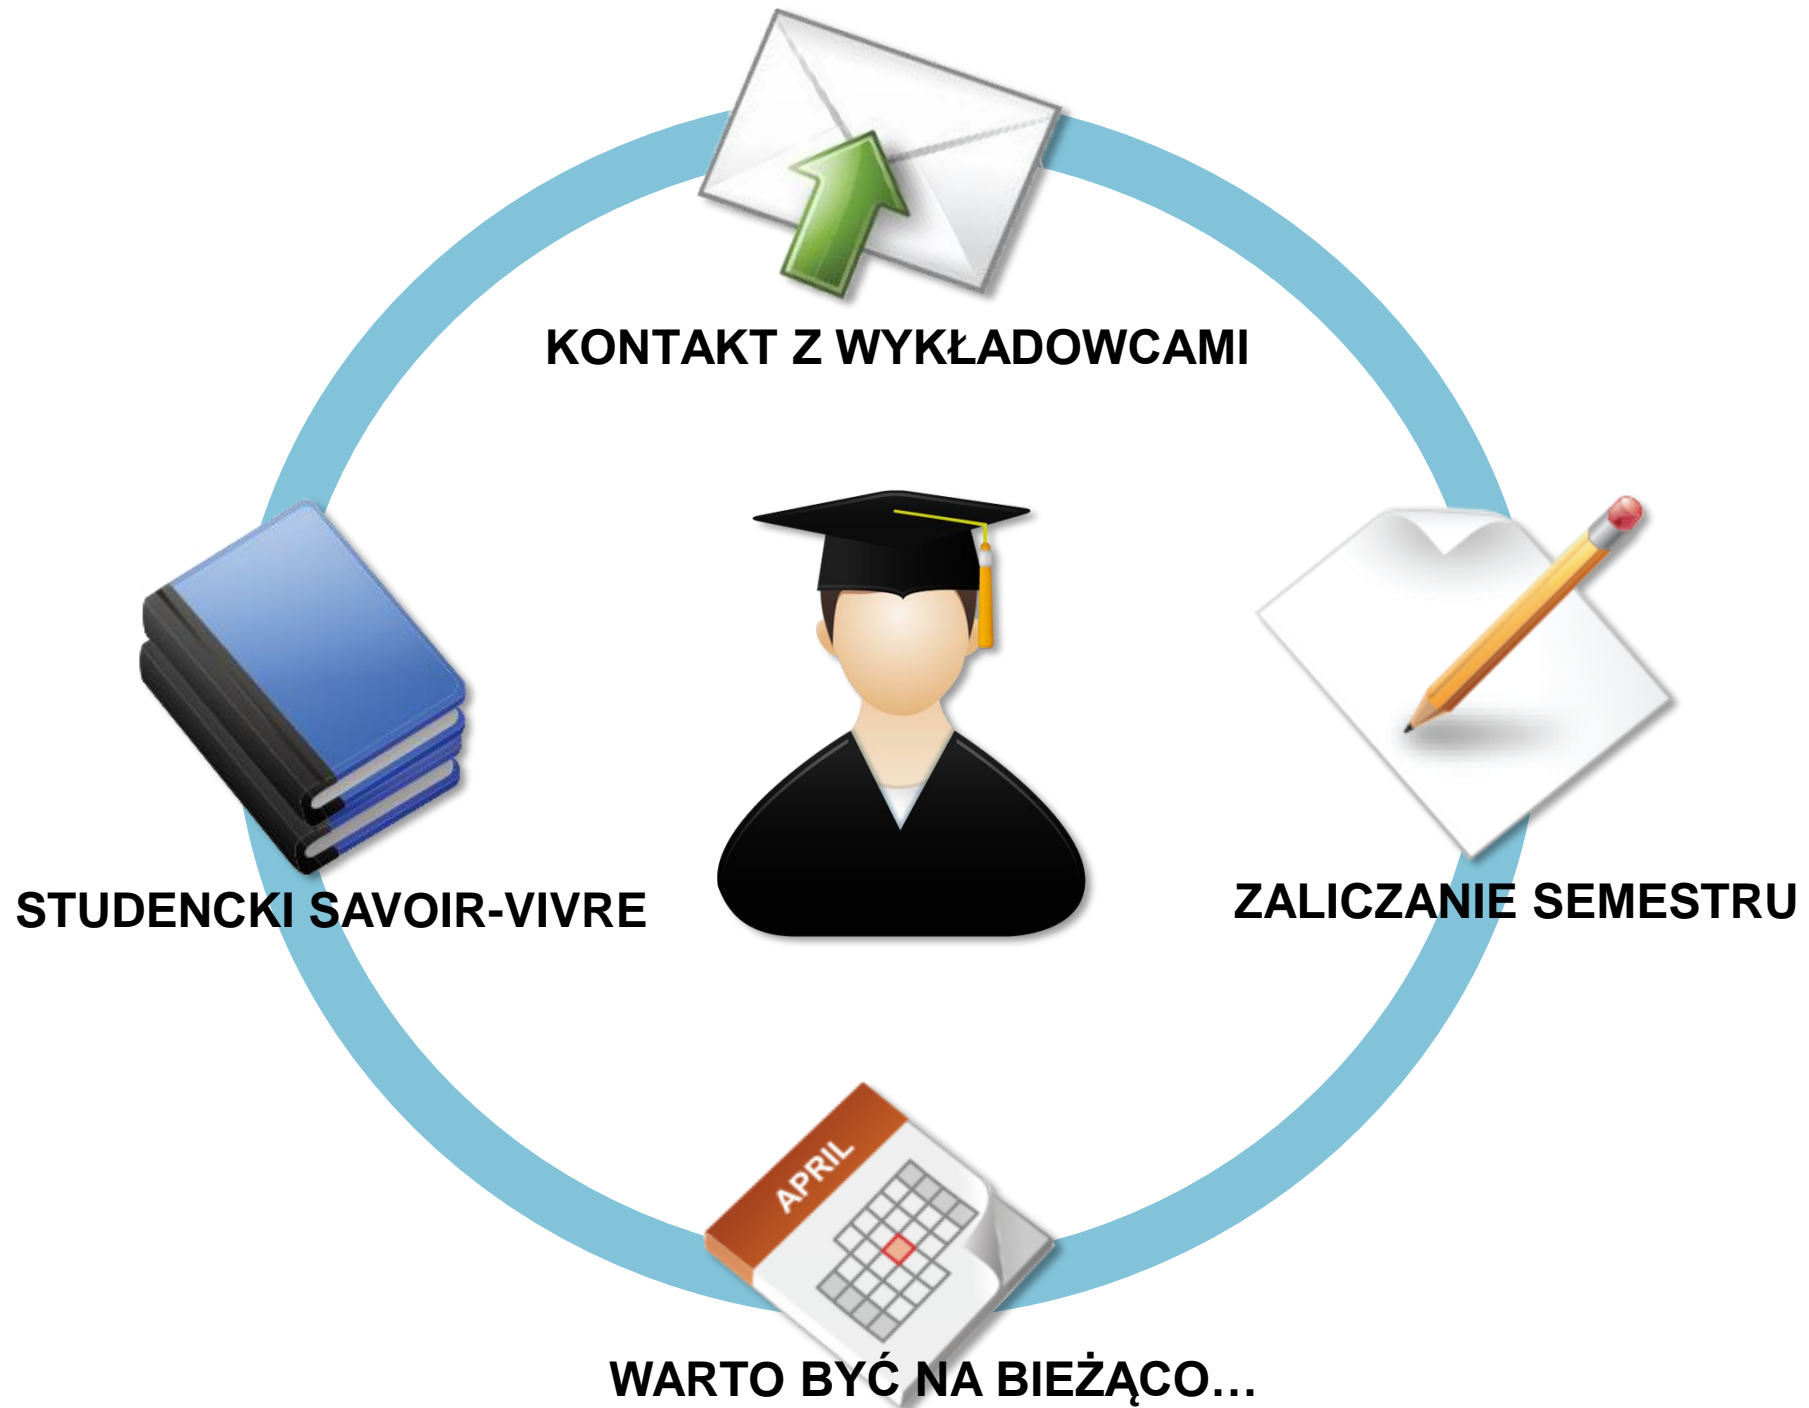 KONTAKT Z WYKŁADOWCAMI
STUDENCKI SAVOIR-VIVRE
ZALICZANIE SEMESTRU
APRIL
WARTO BYĆ NA BIEŻĄCO…